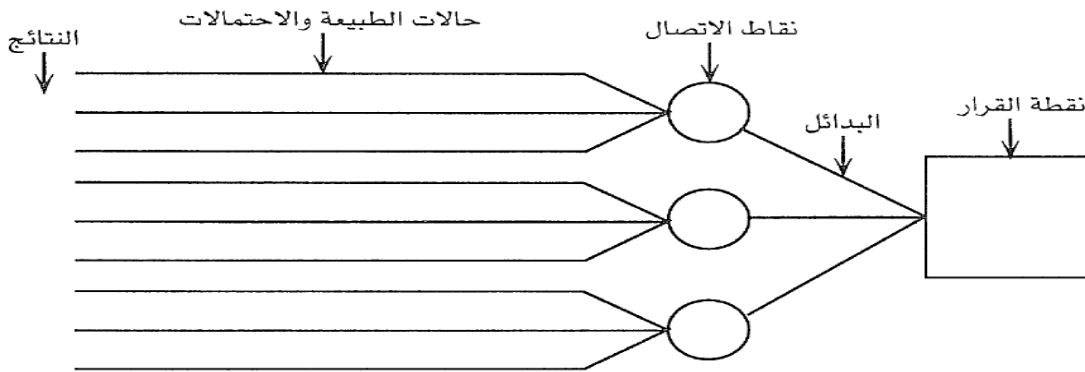 نقطة القرار
البدائل
نقاط الاتصال
حالات الطبيعة والاحتمالات
النتائج